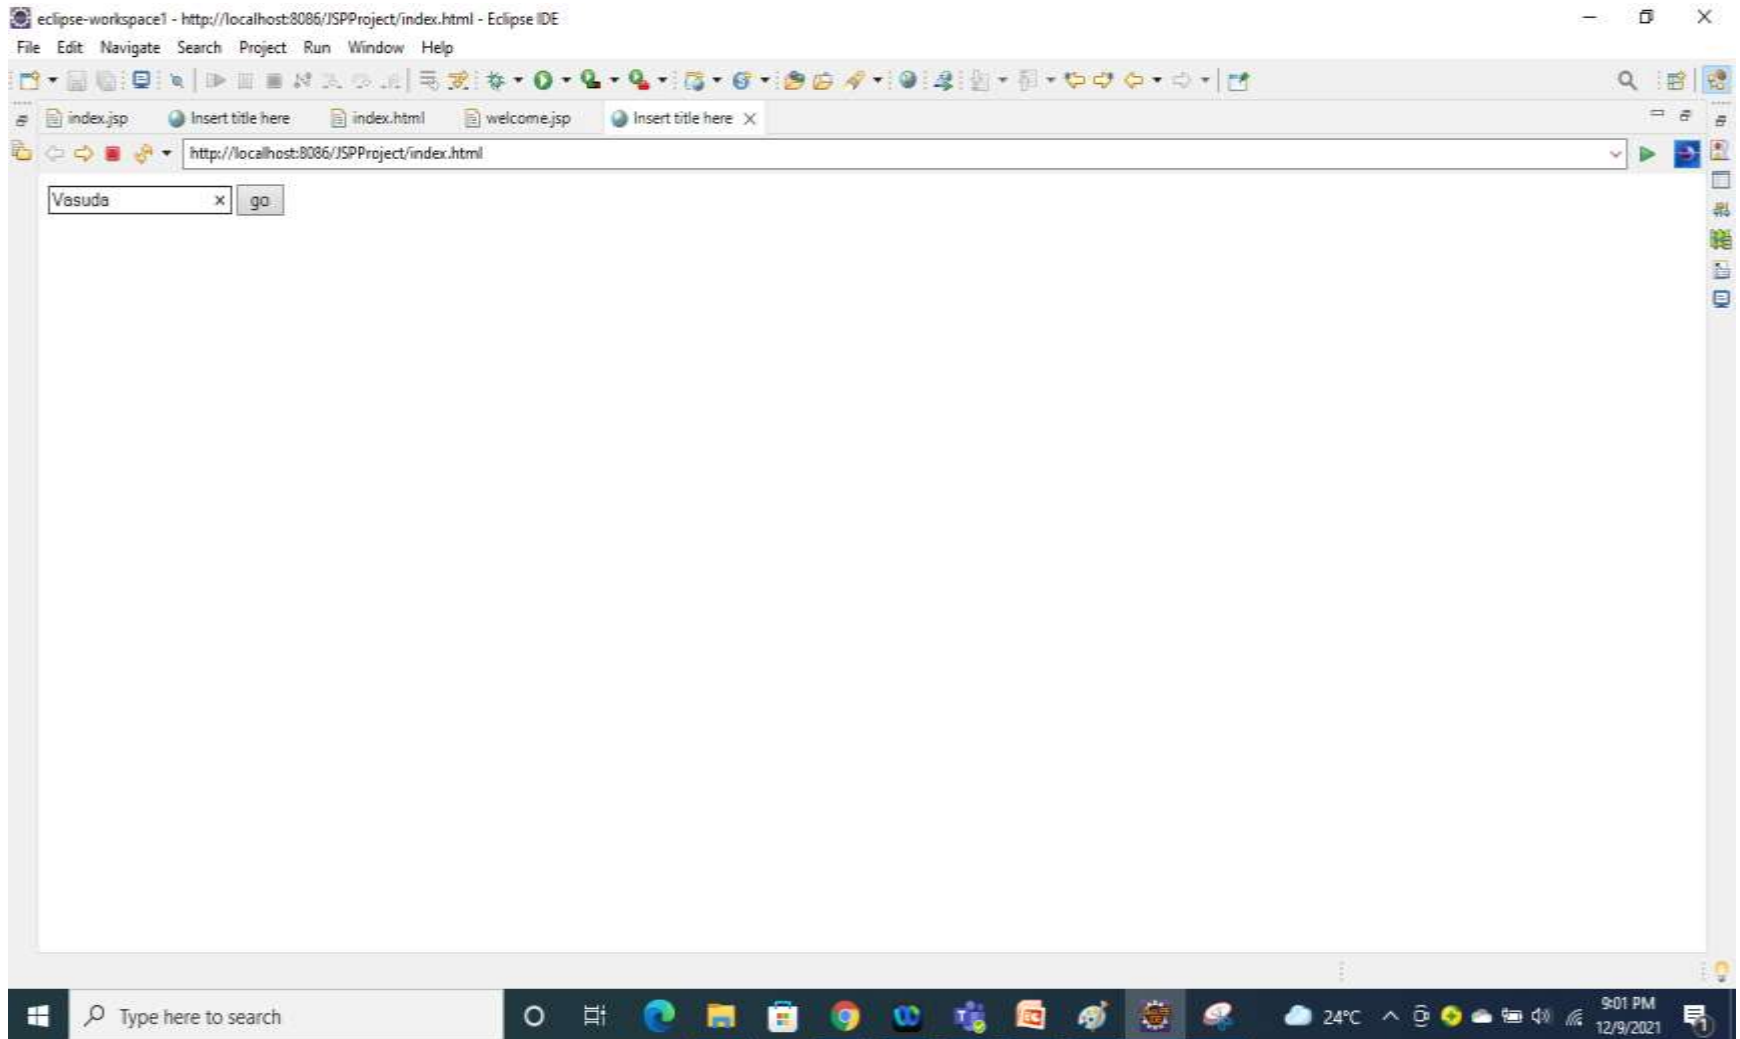 eclipse-workspace1 - http://localhost:8086/JSPProject/index.html - Eclipse IDE
File Edit Navigate Search Project Run Window Help
index.jsp Insert title here index.html welcome.jsp Insert title here
http://localhost:8086/JSPProject/index.html
Vasuda go
Type here to search 24°C 9:01 PM
12/9/2021